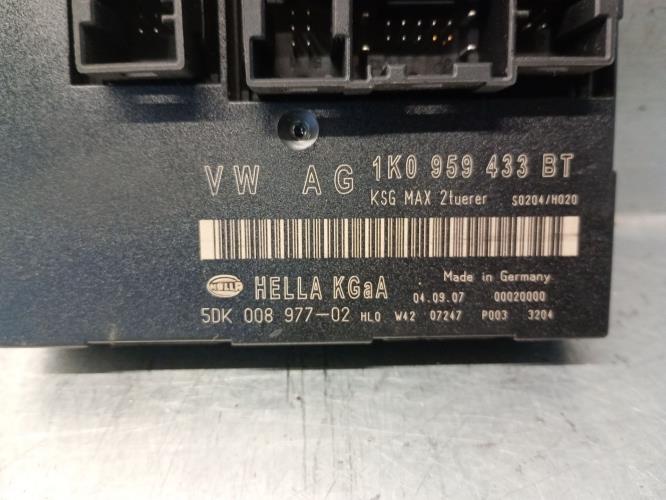 VW AG 1K0 959 433 BT
KSG MAX 2tuerer S0204/H020
HELLA HELLA KGaA Made in Germany
04.09.07 00020000
5DK 008 977-02 HLO W42 07247 P003 3204